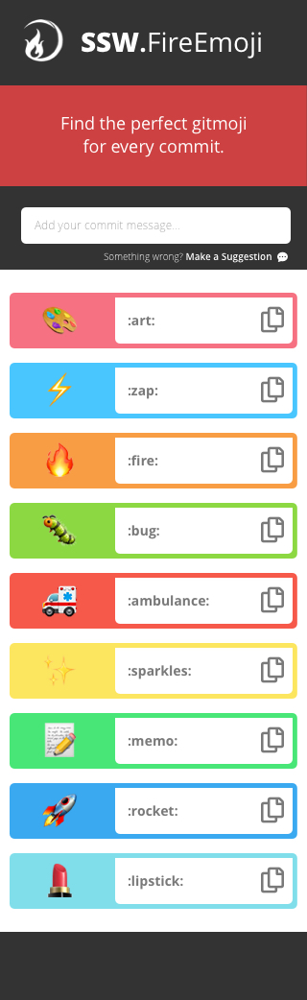 SSW.FireEmoji
Find the perfect gitmoji
for every commit.
Add your commit message...
Something wrong? Make a Suggestion
:art:
:zap:
:fire:
:bug:
:ambulance:
:sparkles:
:memo:
:rocket:
:lipstick: